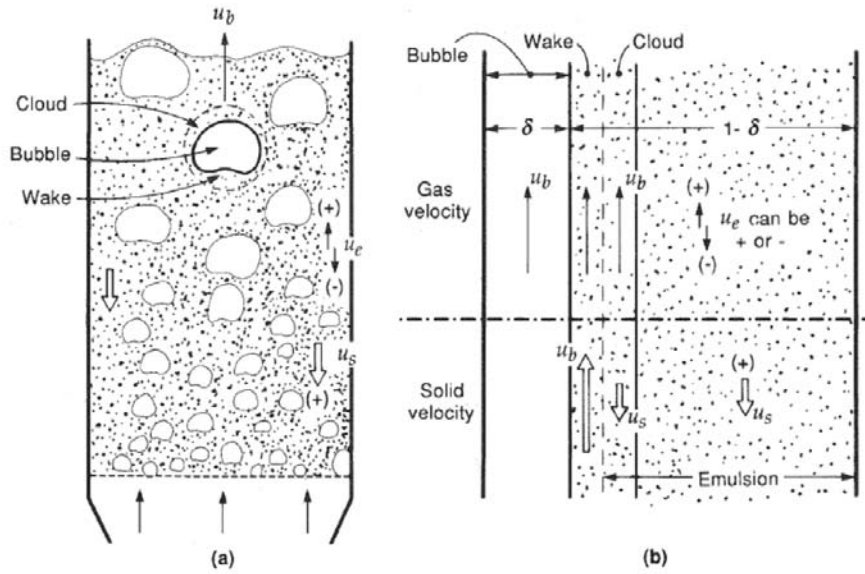 u_b
Cloud
Bubble
Wake
(+)
u_e
(-)
u_s
(+)
(a)
Bubble
Wake
Cloud
δ
1- δ
Gas
velocity
u_b
u_b
(+)
u_e can be
+ or -
(-)
Solid
velocity
u_b
u_s
(+)
u_s
Emulsion
(b)